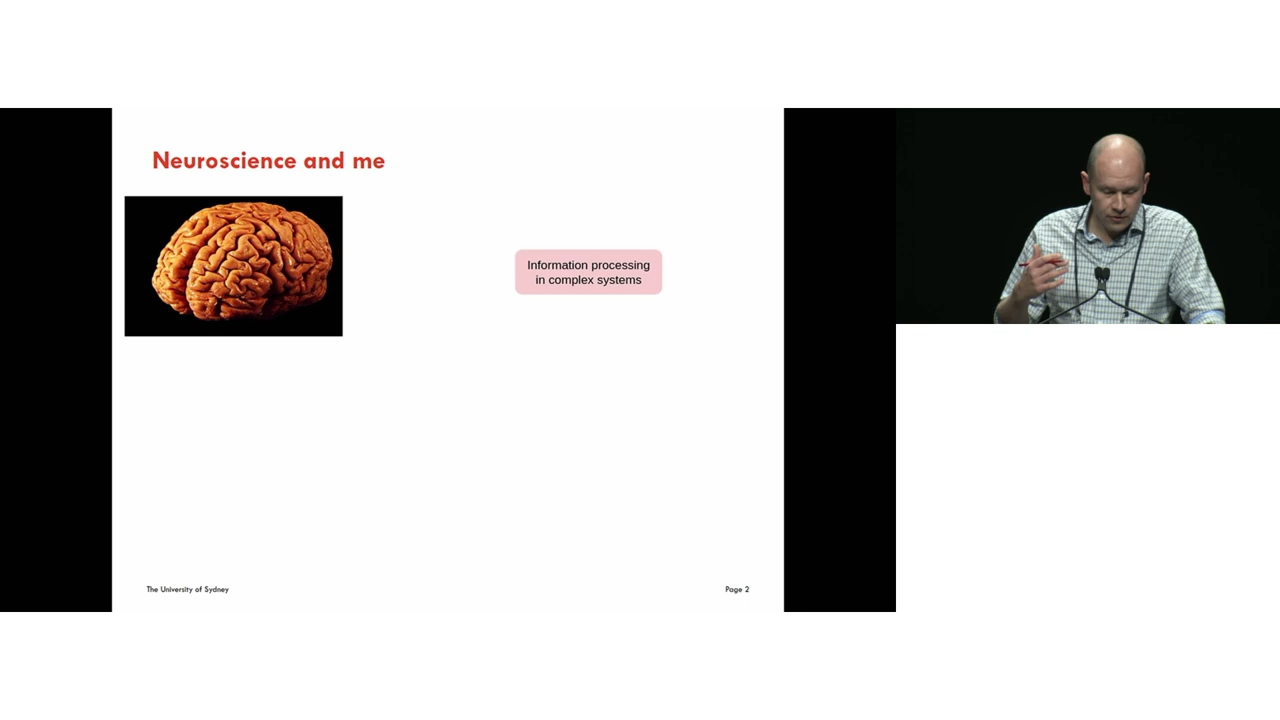 Neuroscience and me
Information processing
in complex systems
The University of Sydney
Page 2